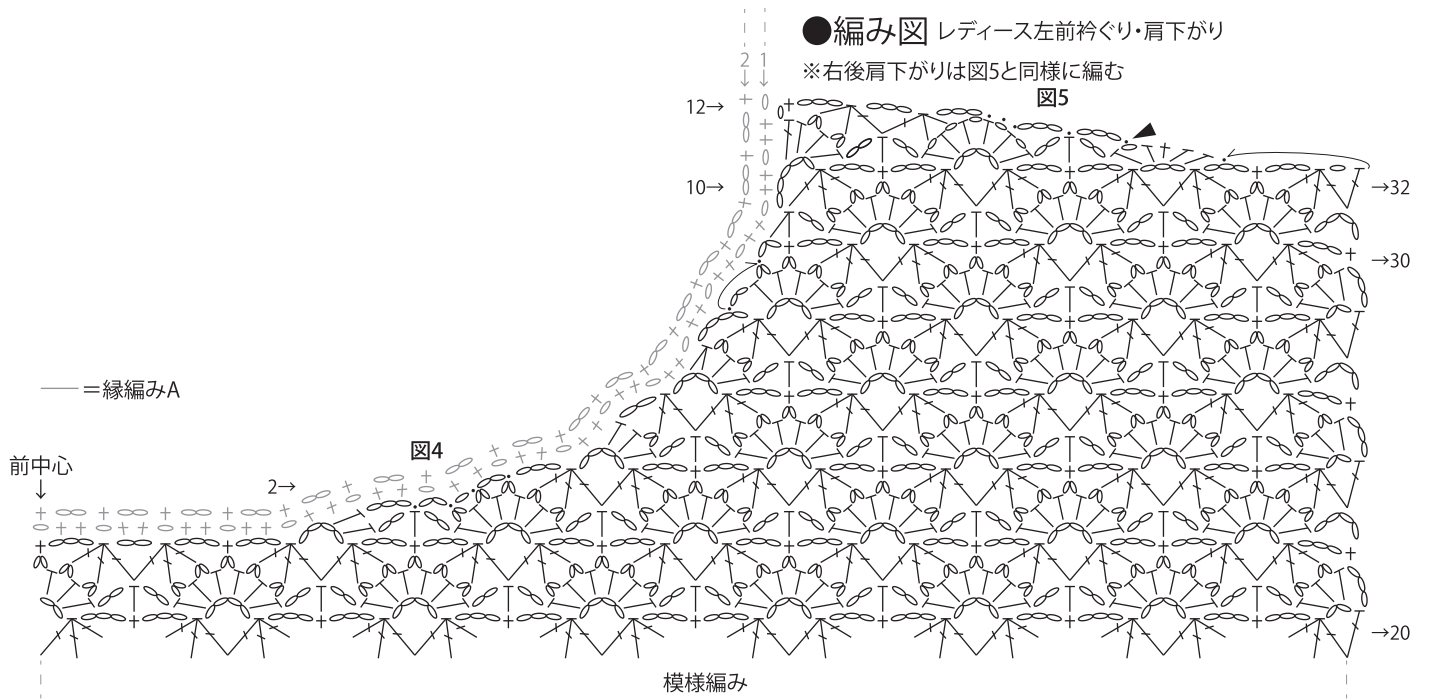 ●編み図 レディース左前衿ぐり・肩下がり
※右後肩下がりは図5と同様に編む
図5
2 1
12→
10→
→32
→30
―=縁編みA
図4
前中心
2→
→20
模様編み